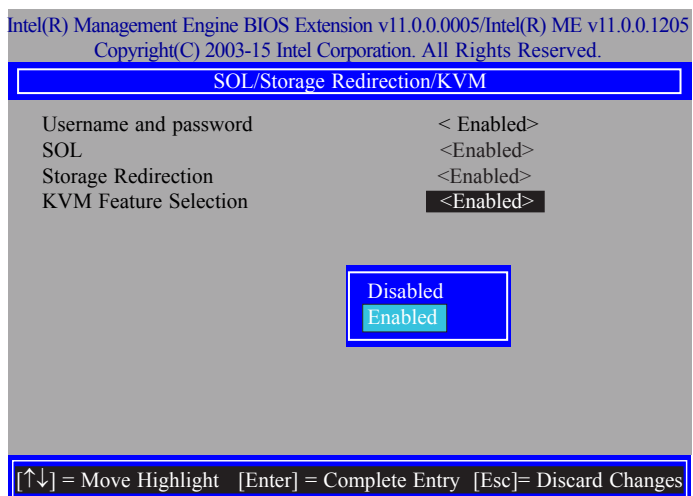 Intel(R) Management Engine BIOS Extension v11.0.0.0005/Intel(R) ME v11.0.0.1205
Copyright(C) 2003-15 Intel Corporation. All Rights Reserved.
SOL/Storage Redirection/KVM
Username and password < Enabled>
SOL <Enabled>
Storage Redirection <Enabled>
KVM Feature Selection <Enabled>
Disabled
Enabled
[↑↓] = Move Highlight [Enter] = Complete Entry [Esc]= Discard Changes